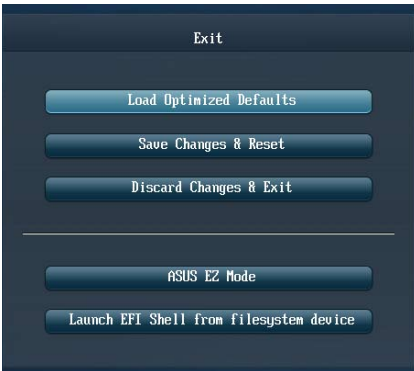 Exit
Load Optimized Defaults
Save Changes & Reset
Discard Changes & Exit
ASUS EZ Mode
Launch EFI Shell from filesystem device